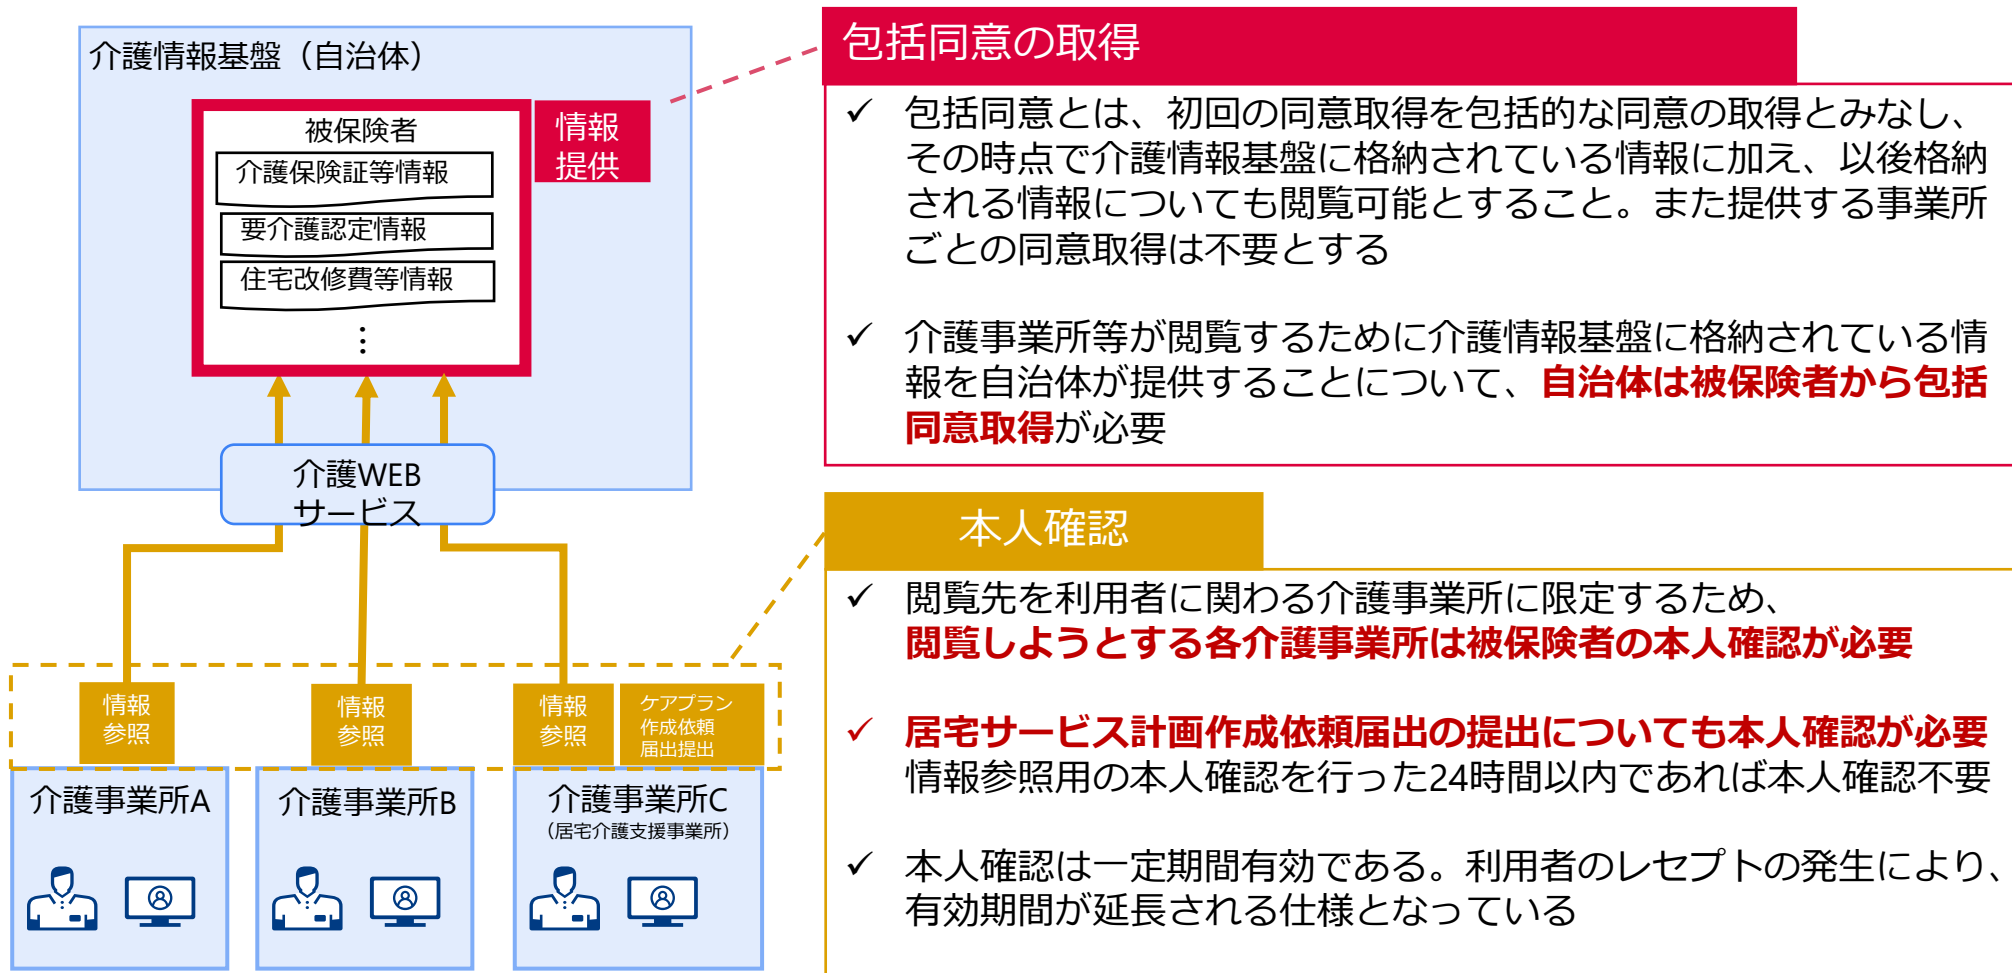 介護情報基盤（自治体）
被保険者
介護保険証等情報
要介護認定情報
住宅改修費等情報
⋮
情報
提供
介護WEB
サービス
情報
参照
情報
参照
情報
参照
ケアプラン
作成依頼
届出提出
介護事業所A
介護事業所B
介護事業所C
（居宅介護支援事業所）
包括同意の取得
✓ 包括同意とは、初回の同意取得を包括的な同意の取得とみなし、
その時点で介護情報基盤に格納されている情報に加え、以後格納
される情報についても閲覧可能とすること。また提供する事業所
ごとの同意取得は不要とする
✓ 介護事業所等が閲覧するために介護情報基盤に格納されている情
報を自治体が提供することについて、自治体は被保険者から包括
同意取得が必要
本人確認
✓ 閲覧先を利用者に関わる介護事業所に限定するため、
閲覧しようとする各介護事業所は被保険者の本人確認が必要
✓ 居宅サービス計画作成依頼届出の提出についても本人確認が必要
情報参照用の本人確認を行った24時間以内であれば本人確認不要
✓ 本人確認は一定期間有効である。利用者のレセプトの発生により、
有効期間が延長される仕様となっている